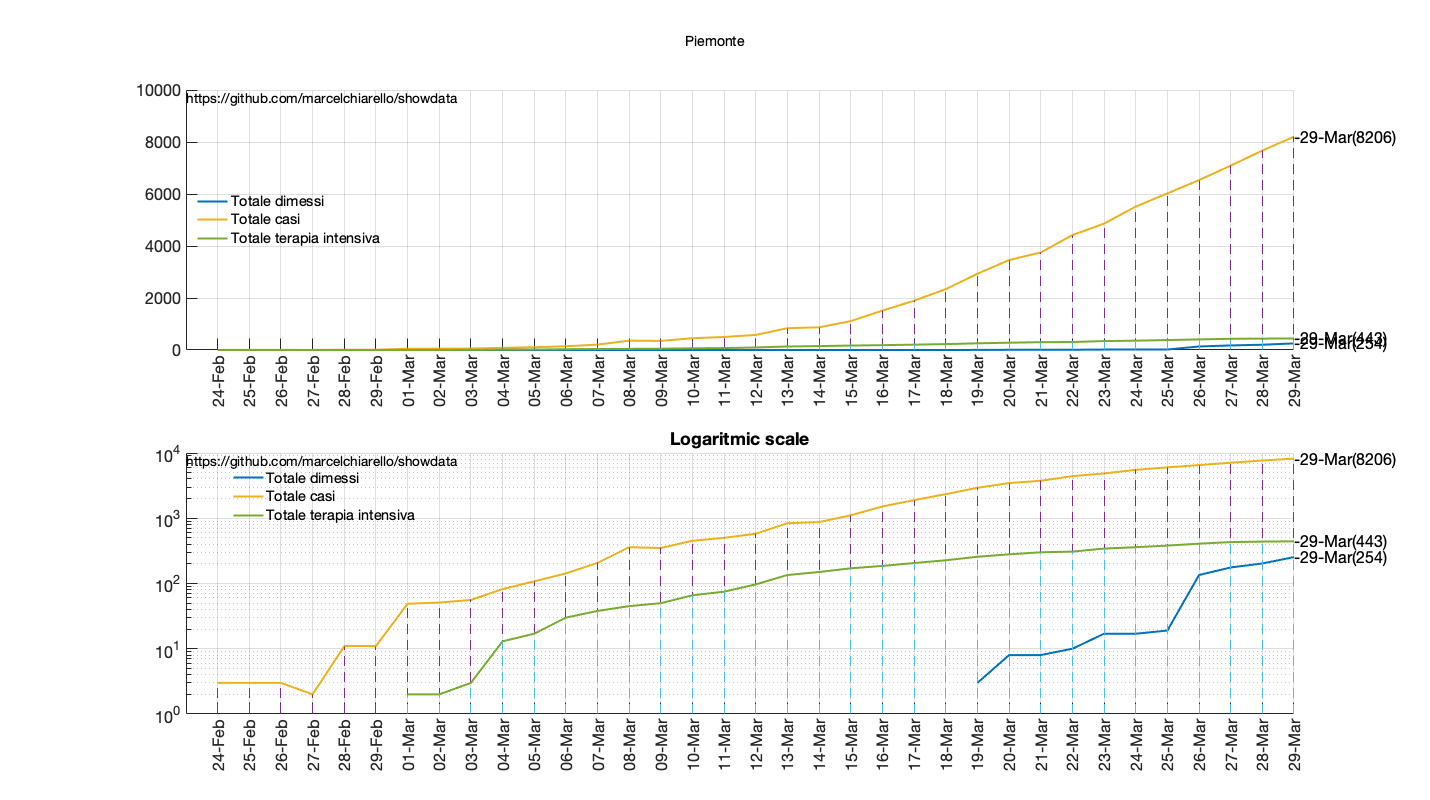 Piemonte
10000
https://github.com/marcelchiarello/showdata
8000
6000
4000
2000
0
Totale dimessi
Totale casi
Totale terapia intensiva
-29-Mar(8206)
-29-Mar(443)
-29-Mar(254)
24-Feb
25-Feb
26-Feb
27-Feb
28-Feb
29-Feb
01-Mar
02-Mar
03-Mar
04-Mar
05-Mar
06-Mar
07-Mar
08-Mar
09-Mar
10-Mar
11-Mar
12-Mar
13-Mar
14-Mar
15-Mar
16-Mar
17-Mar
18-Mar
19-Mar
20-Mar
21-Mar
22-Mar
23-Mar
24-Mar
25-Mar
26-Mar
27-Mar
28-Mar
29-Mar
Logaritmic scale
10^4
https://github.com/marcelchiarello/showdata
10^3
10^2
10^1
10^0
Totale dimessi
Totale casi
Totale terapia intensiva
-29-Mar(8206)
-29-Mar(443)
-29-Mar(254)
24-Feb
25-Feb
26-Feb
27-Feb
28-Feb
29-Feb
01-Mar
02-Mar
03-Mar
04-Mar
05-Mar
06-Mar
07-Mar
08-Mar
09-Mar
10-Mar
11-Mar
12-Mar
13-Mar
14-Mar
15-Mar
16-Mar
17-Mar
18-Mar
19-Mar
20-Mar
21-Mar
22-Mar
23-Mar
24-Mar
25-Mar
26-Mar
27-Mar
28-Mar
29-Mar